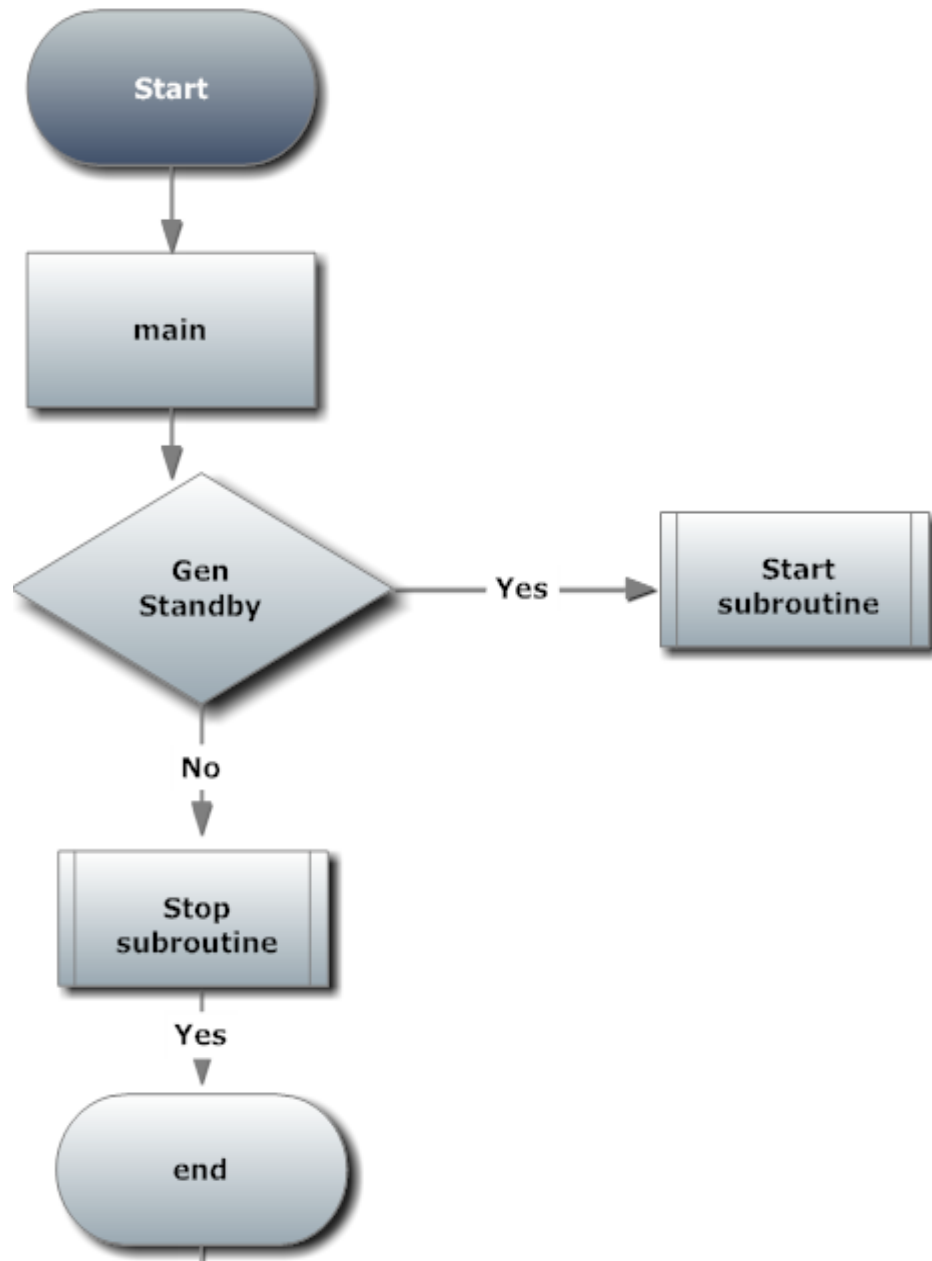 Start
main
Gen
Standby
Yes
Start
subroutine
No
Stop
subroutine
Yes
end